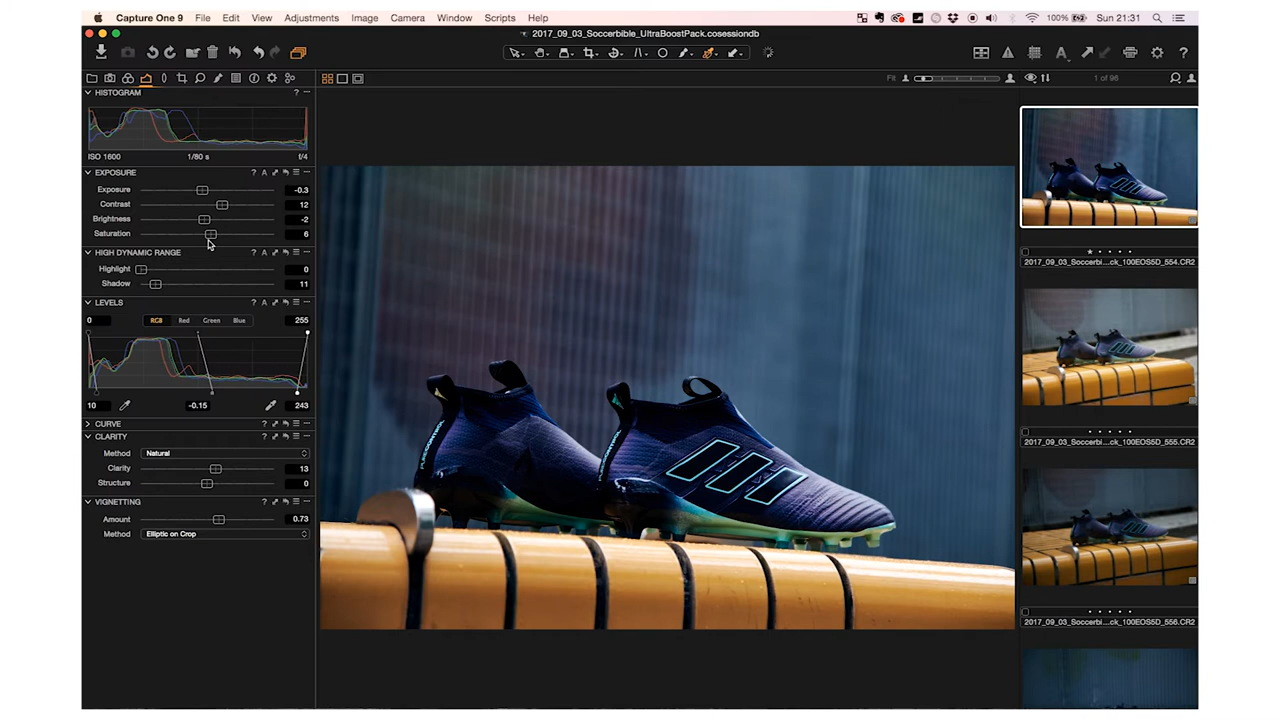 Capture One 9 File Edit View Adjustments Image Camera Window Scripts Help 100% Sun 21:31
2017_09_03_Soccerbible_UltraBoostPack.cosessiondb
Fit 1 of 96
HISTOGRAM ?
ISO 1600 1/80 s f/4
EXPOSURE ? A
Exposure -0.3
Contrast 12
Brightness -2
Saturation 6
HIGH DYNAMIC RANGE ? A
Highlight 0
Shadow 11
LEVELS ? A
0 RGB Red Green Blue 255
10 -0.15 243
CURVE ? A
CLARITY ?
Method Natural
Clarity 13
Structure 0
VIGNETTING ?
Amount 0.73
Method Elliptic on Crop
PURECONTROL
PURECONTROL
2017_09_03_Soccerbi...ck_100EOS5D_554.CR2
2017_09_03_Soccerbi...ck_100EOS5D_555.CR2
2017_09_03_Soccerbi...ck_100EOS5D_556.CR2